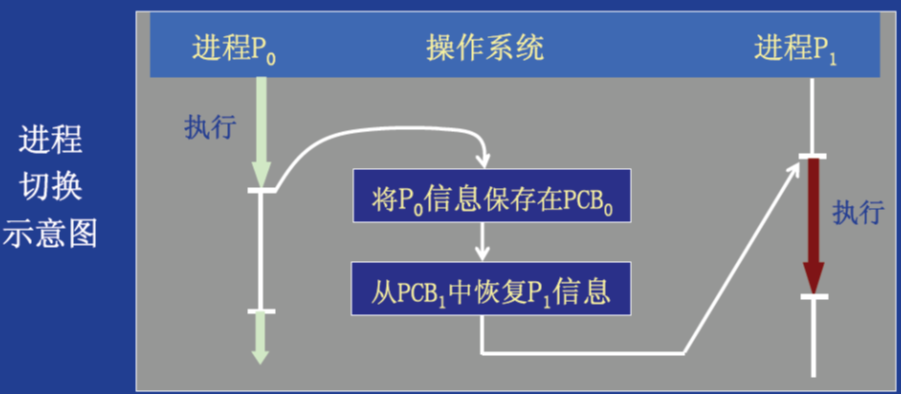 进程
切换
示意图
进程P₀
操作系统
进程P₁
执行
将P₀信息保存在PCB₀
从PCB₁中恢复P₁信息
执行